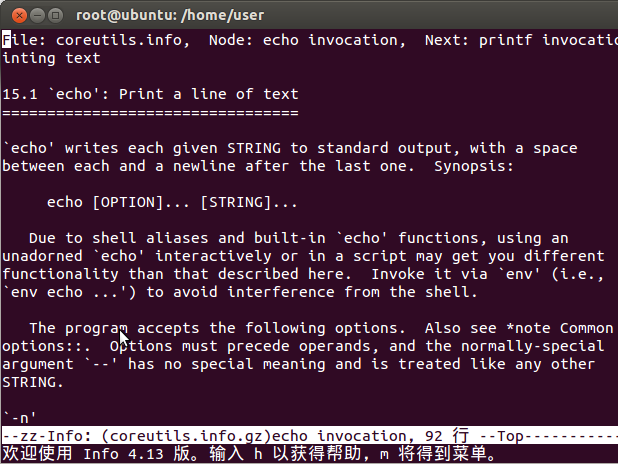 root@ubuntu: /home/user
File: coreutils.info,  Node: echo invocation,  Next: printf invocatio
inting text
15.1 `echo': Print a line of text
=================================
`echo' writes each given STRING to standard output, with a space
between each and a newline after the last one.  Synopsis:
echo [OPTION]... [STRING]...
Due to shell aliases and built-in `echo' functions, using an
unadorned `echo' interactively or in a script may get you different
functionality than that described here.  Invoke it via `env' (i.e.,
`env echo ...') to avoid interference from the shell.
The program accepts the following options.  Also see *note Common
options::.  Options must precede operands, and the normally-special
argument `--' has no special meaning and is treated like any other
STRING.
`-n'
--zz-Info: (coreutils.info.gz)echo invocation, 92 行 --Top-----------
欢迎使用 Info 4.13 版。输入 h 以获得帮助，m 将得到菜单。